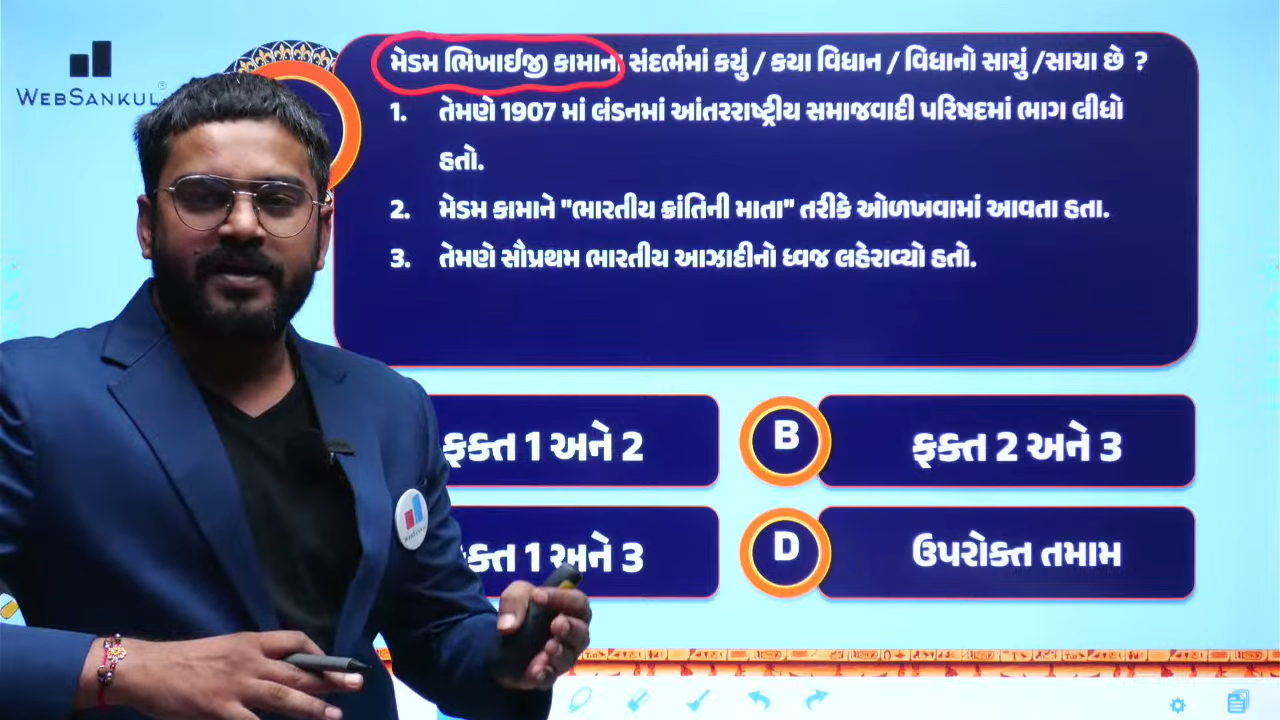 મેડમ ભિખાઈજી કામાના સંદર્ભમાં કયું / કયા વિધાન / વિધાનો સાચું /સાચા છે ?
WEBSANKUL
1. તેમણે 1907 માં લંડનમાં આંતરરાષ્ટ્રીય સમાજવાદી પરિષદમાં ભાગ લીધો
હતો.
2. મેડમ કામાને "ભારતીય ક્રાંતિની માતા" તરીકે ઓળખવામાં આવતા હતા.
3. તેમણે સૌપ્રથમ ભારતીય આઝાદીનો ધ્વજ લહેરાવ્યો હતો.
ફક્ત 1 અને 2
B ફક્ત 2 અને 3
1 અને 3
D ઉપરોક્ત તમામ